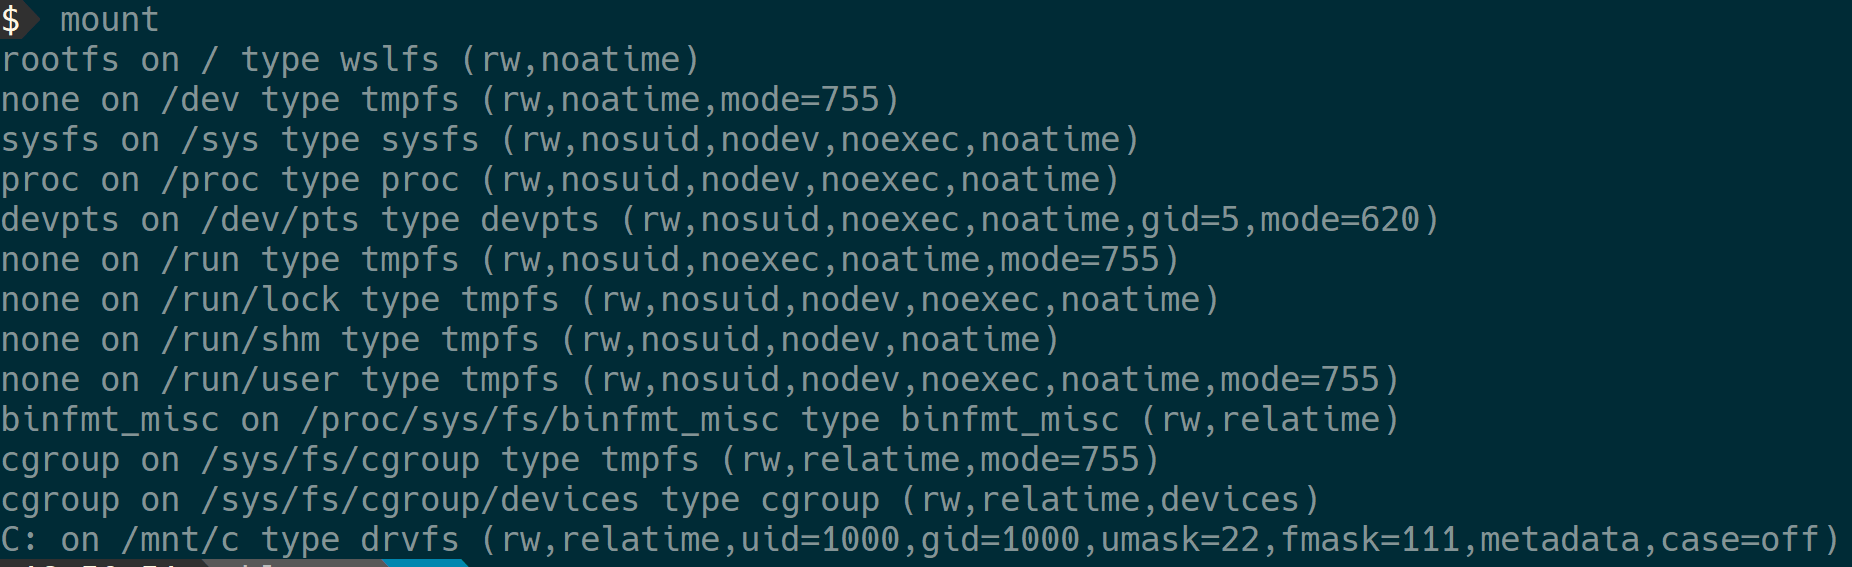 $ mount
rootfs on / type wslfs (rw,noatime)
none on /dev type tmpfs (rw,noatime,mode=755)
sysfs on /sys type sysfs (rw,nosuid,nodev,noexec,noatime)
proc on /proc type proc (rw,nosuid,nodev,noexec,noatime)
devpts on /dev/pts type devpts (rw,nosuid,noexec,noatime,gid=5,mode=620)
none on /run type tmpfs (rw,nosuid,noexec,noatime,mode=755)
none on /run/lock type tmpfs (rw,nosuid,nodev,noexec,noatime)
none on /run/shm type tmpfs (rw,nosuid,nodev,noatime)
none on /run/user type tmpfs (rw,nosuid,nodev,noexec,noatime,mode=755)
binfmt_misc on /proc/sys/fs/binfmt_misc type binfmt_misc (rw,relatime)
cgroup on /sys/fs/cgroup type tmpfs (rw,relatime,mode=755)
cgroup on /sys/fs/cgroup/devices type cgroup (rw,relatime,devices)
C: on /mnt/c type drvfs (rw,relatime,uid=1000,gid=1000,umask=22,fmask=111,metadata,case=off)